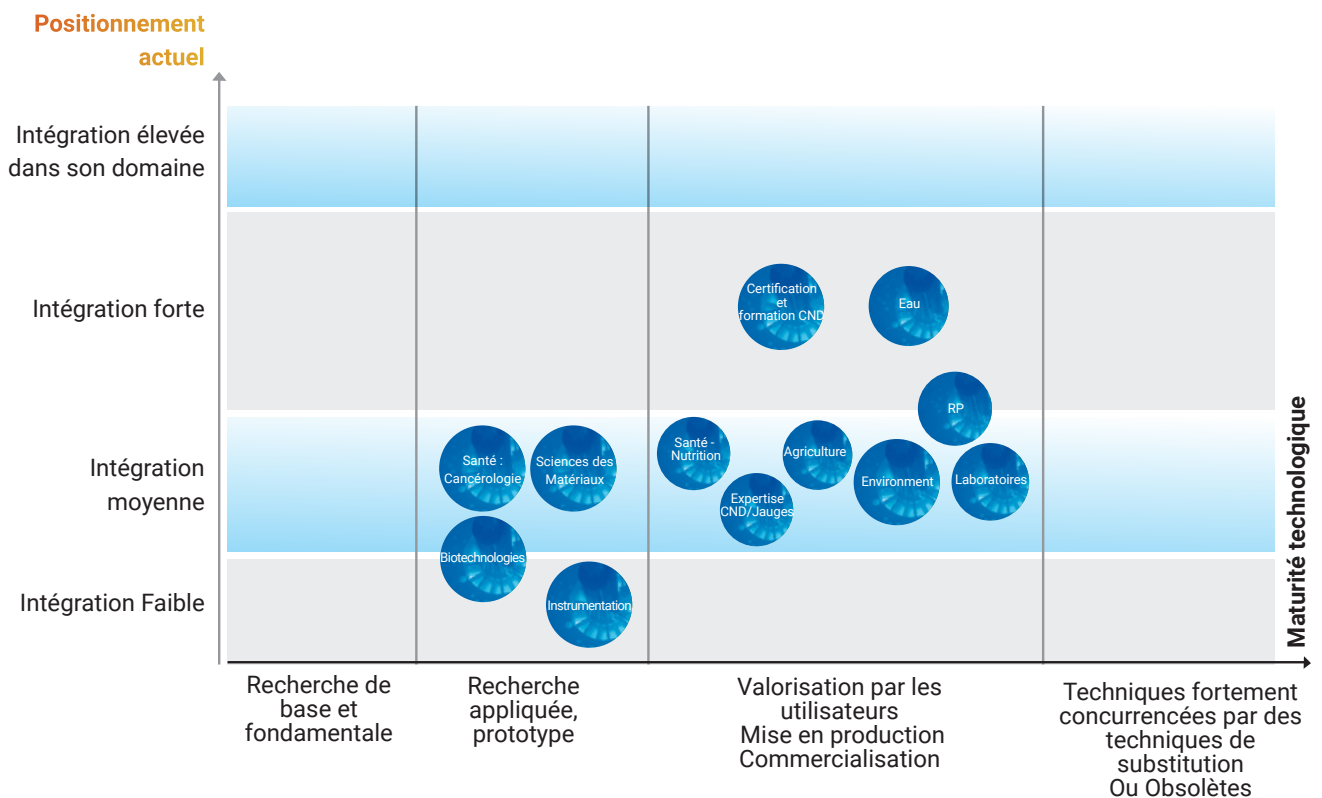 Positionnement
actuel
Intégration élevée
dans son domaine
Intégration forte
Certification
et
formation CND
Eau
RP
Intégration
moyenne
Santé :
Cancérologie
Sciences des
Matériaux
Santé -
Nutrition
Expertise
CND/Jauges
Agriculture
Environment
Laboratoires
Biotechnologies
Intégration Faible
Instrumentation
Maturité technologique
Recherche de
base et
fondamentale
Recherche
appliquée,
prototype
Valorisation par les
utilisateurs
Mise en production
Commercialisation
Techniques fortement
concurrencées par des
techniques de
substitution
Ou Obsolètes